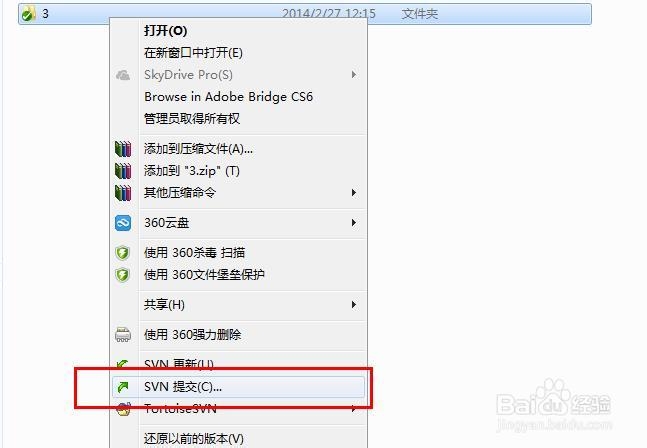 3 2014/2/27 12:15 文件夹
打开(O)
在新窗口中打开(E)
SkyDrive Pro(S)
Browse in Adobe Bridge CS6
管理员取得所有权
添加到压缩文件(A)...
添加到 "3.zip" (T)
其他压缩命令
360云盘
使用 360杀毒 扫描
使用 360文件堡垒保护
共享(H)
使用 360强力删除
SVN 更新(U)
SVN 提交(C)...
TortoiseSVN
还原以前的版本(V)
Baidu 经验
jingyan.baidu.com